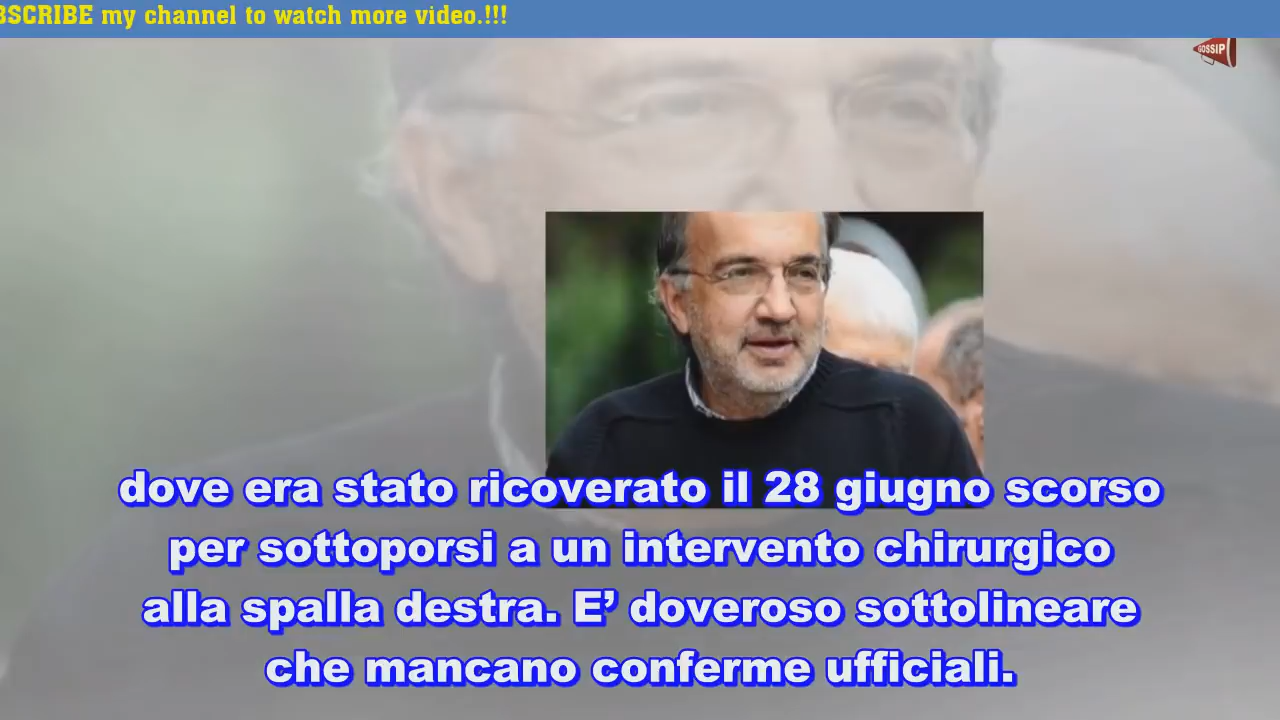 BSCRIBE my channel to watch more video.!!!
GOSSIP
dove era stato ricoverato il 28 giugno scorso
per sottoporsi a un intervento chirurgico
alla spalla destra. E’ doveroso sottolineare
che mancano conferme ufficiali.